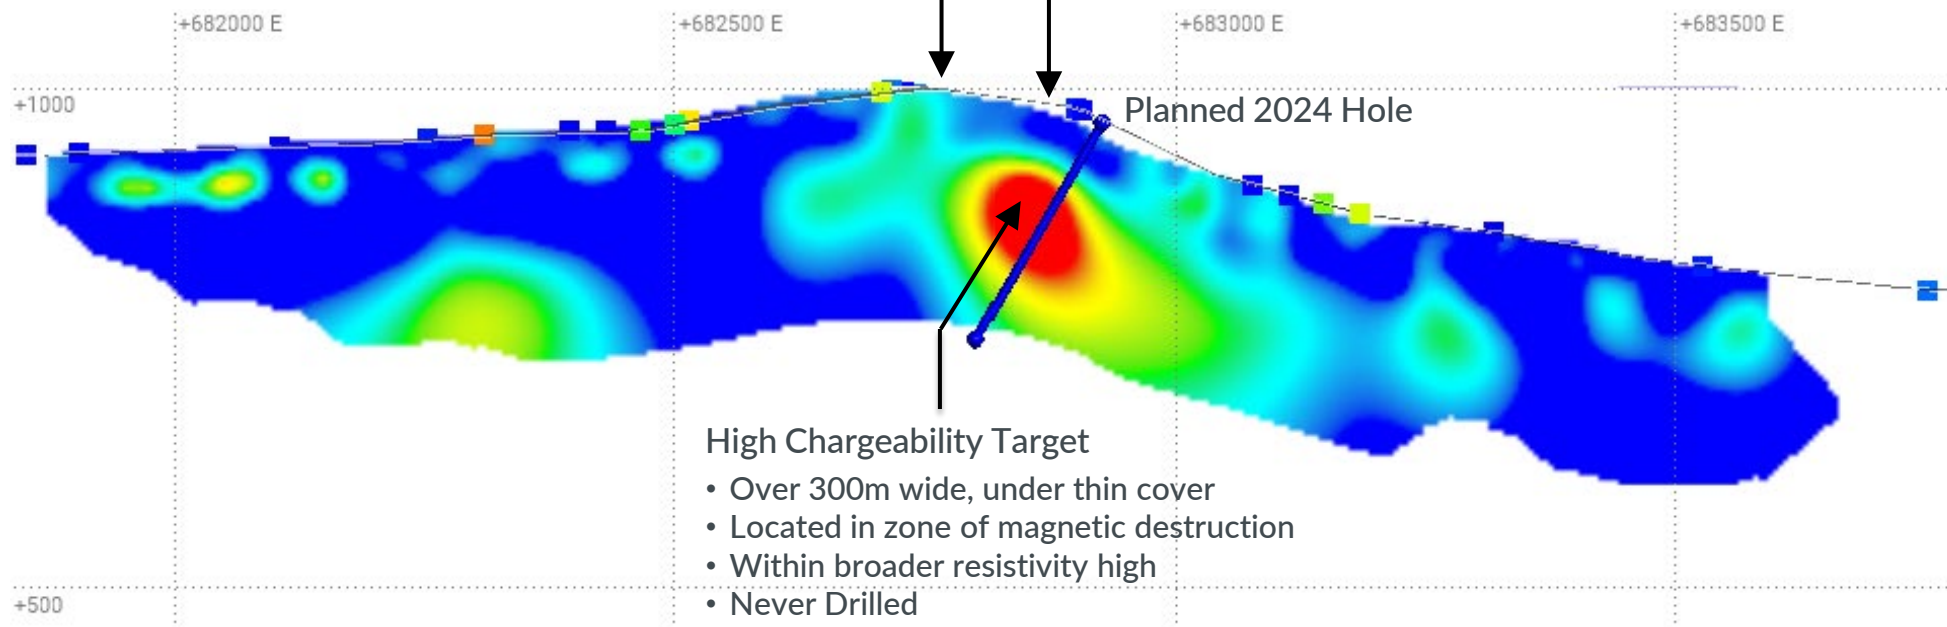 +682000 E
+682500 E
+683000 E
+683500 E
+1000
Planned 2024 Hole
High Chargeability Target
• Over 300m wide, under thin cover
• Located in zone of magnetic destruction
• Within broader resistivity high
• Never Drilled
+500